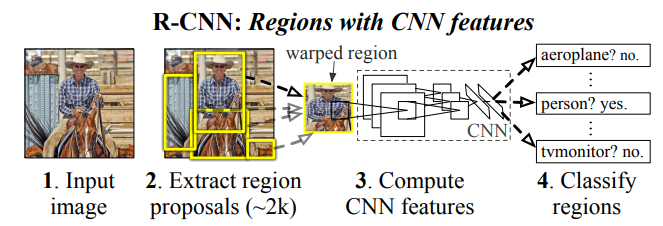 R-CNN: Regions with CNN features
warped region
aeroplane? no.
⋮
person? yes.
⋮
tvmonitor? no.
CNN
1. Input
image
2. Extract region
proposals (~2k)
3. Compute
CNN features
4. Classify
regions